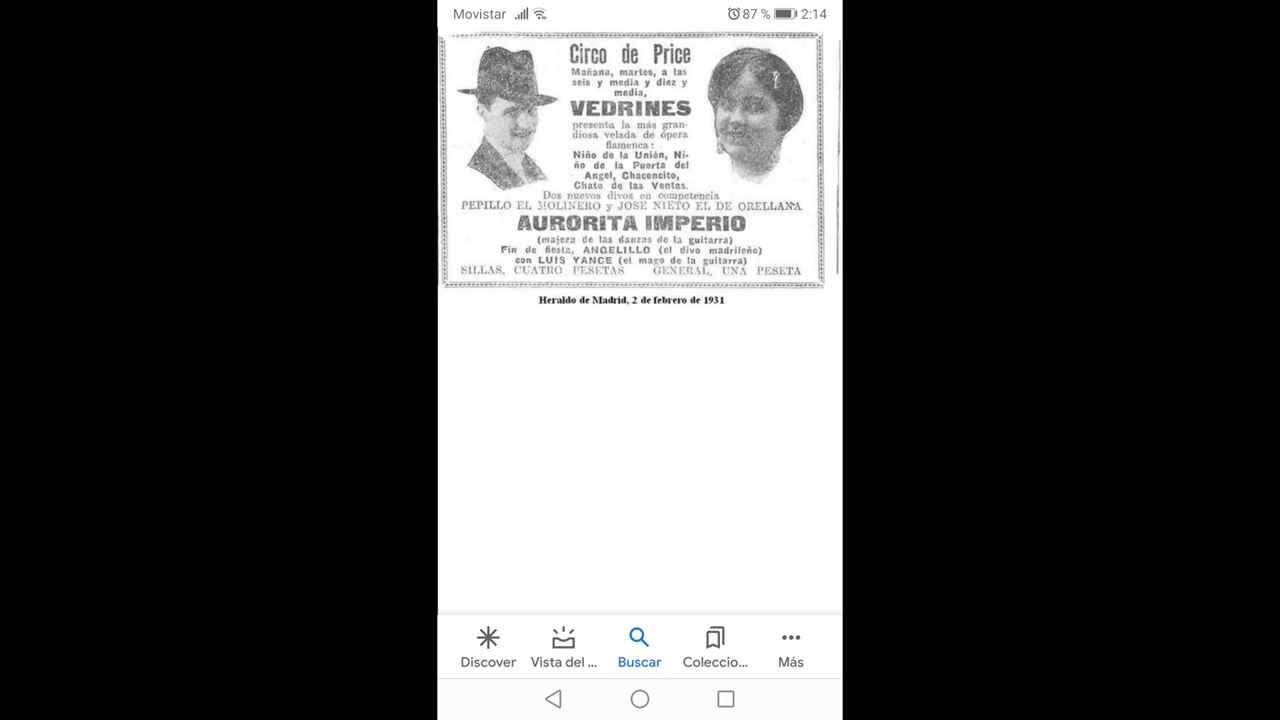 Movistar 87 % 2:14
Circo de Price
Mañana, martes, a las
seis y media y diez y
media,
VEDRINES
presenta la más gran-
diosa velada de ópera
flamenca:
Niño de la Unión, Ni-
ño de la Puerta del
Angel, Chaconcito,
Chato de las Ventas.
Dos nuevos divos en competencia
PEPILLO EL MOLINERO y JOSE NIETO EL DE ORELLANA
AURORITA IMPERIO
(majeza de las danzas de la guitarra)
Fin de fiesta, ANGELILLO (el divo madrileño)
con LUIS YANCE (el mago de la guitarra)
SILLAS, CUATRO PESETAS GENERAL, UNA PESETA
Heraldo de Madrid, 2 de febrero de 1931
Discover Vista del ... Buscar Coleccio... Más